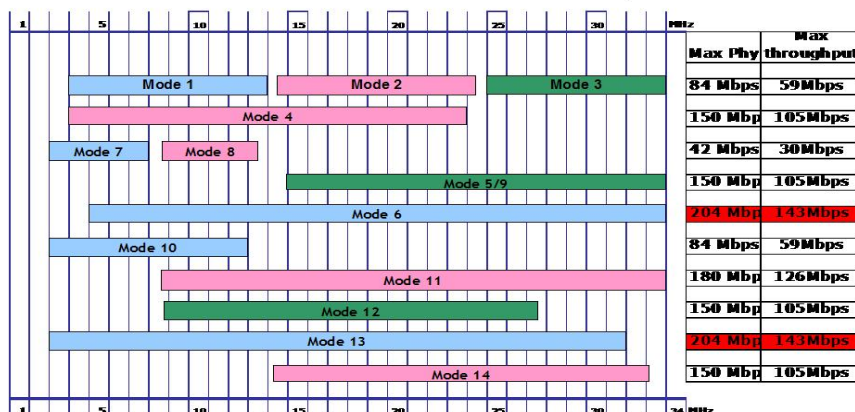 1 5 10 15 20 25 30 MHz
Max Phy Max throughput
Mode 1 Mode 2 Mode 3 84 Mbps 59Mbps
Mode 4 150 Mbp 105Mbps
Mode 7 Mode 8 42 Mbps 30Mbps
Mode 5/9 150 Mbp 105Mbps
Mode 6 204 Mbp 143Mbps
Mode 10 84 Mbps 59Mbps
Mode 11 180 Mbp 126Mbps
Mode 12 150 Mbp 105Mbps
Mode 13 204 Mbp 143Mbps
Mode 14 150 Mbp 105Mbps
1 5 10 15 20 25 30 34 MHz